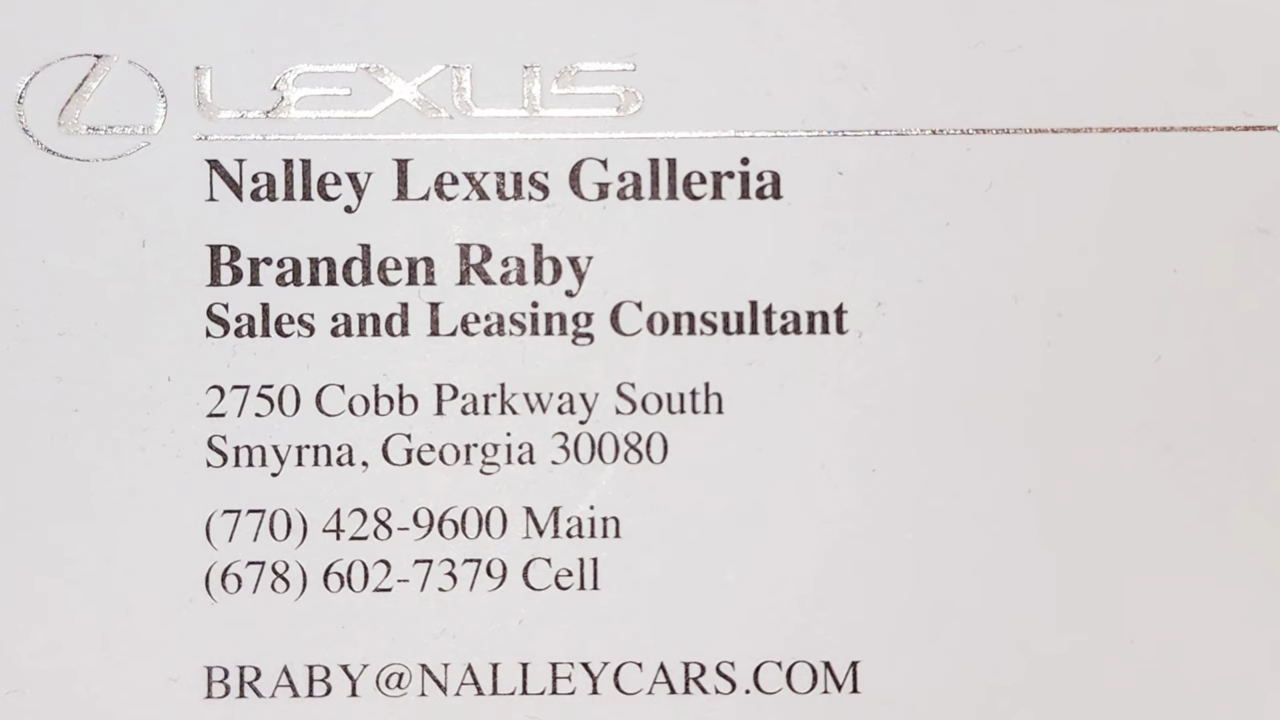 LEXUS
Nalley Lexus Galleria
Branden Raby
Sales and Leasing Consultant
2750 Cobb Parkway South
Smyrna, Georgia 30080
(770) 428-9600 Main
(678) 602-7379 Cell
BRABY@NALLEYCARS.COM